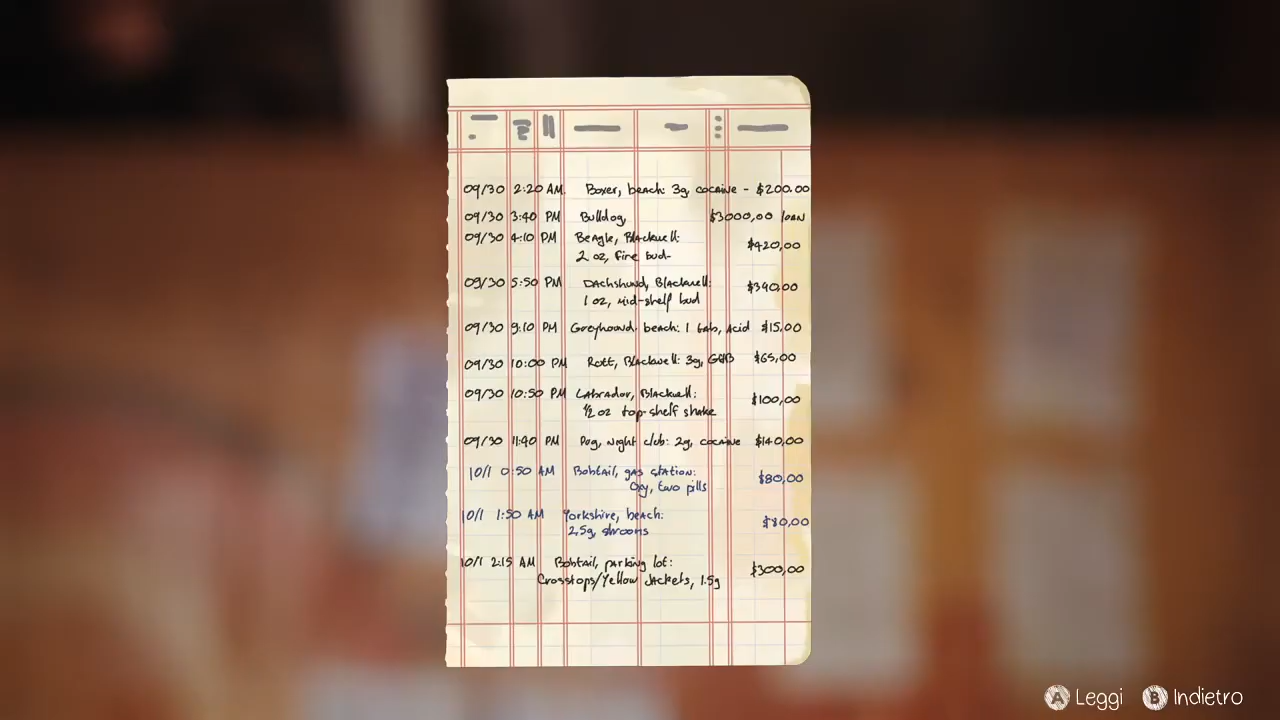 09/30 2:20 AM. Boxer, beach: 3g, cocaine - $200.00
09/30 3:40 PM Bulldog, $3000,00 loan
09/30 4:10 PM Beagle, Blackwell: $420,00
2 oz, fire bud-
09/30 5:50 PM Dachshund, Blackwell: $340,00
1 oz, mid-shelf bud
09/30 9:10 PM Greyhound, beach: 1 tab, Acid $15.00
09/30 10:00 PM Rott, Blackwell: 3g, GHB $65,00
09/30 10:50 PM Labrador, Blackwell: $100,00
1/2 oz top-shelf shake
09/30 11:40 PM Pog, night club: 2g, cocaine $140,00
10/1 0:50 AM Bobtail, gas station: $80,00
Oxy, two pills
10/1 1:50 AM Yorkshire, beach: $80,00
2,5g, shrooms
10/1 2:15 AM Bobtail, parking lot: $300,00
Crosstops/Yellow Jackets, 1.5g
A Leggi B Indietro